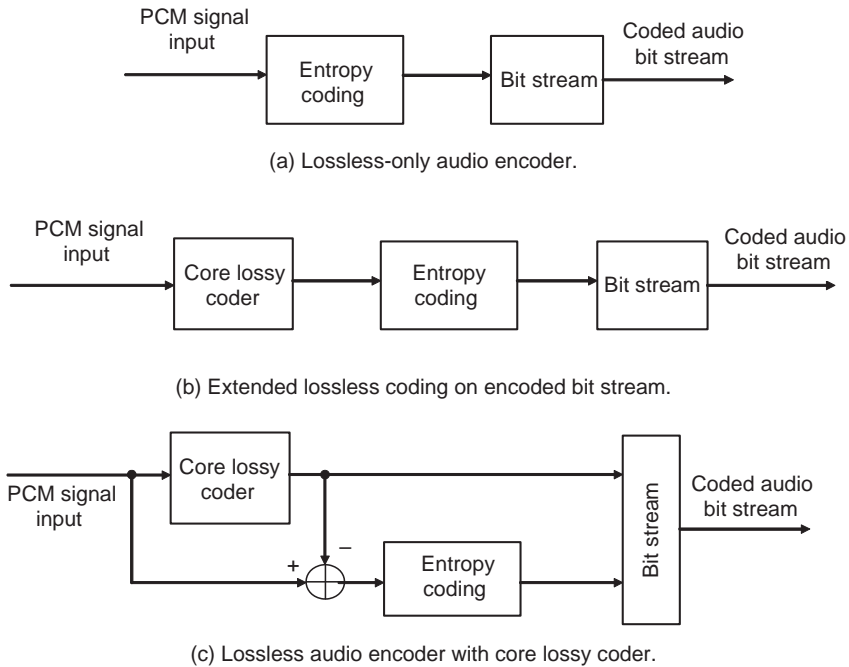 PCM signal
input
Entropy
coding
Bit stream
Coded audio
bit stream
(a) Lossless-only audio encoder.
PCM signal
input
Core lossy
coder
Entropy
coding
Bit stream
Coded audio
bit stream
(b) Extended lossless coding on encoded bit stream.
PCM signal
input
Core lossy
coder
+
–
Entropy
coding
Bit stream
Coded audio
bit stream
(c) Lossless audio encoder with core lossy coder.